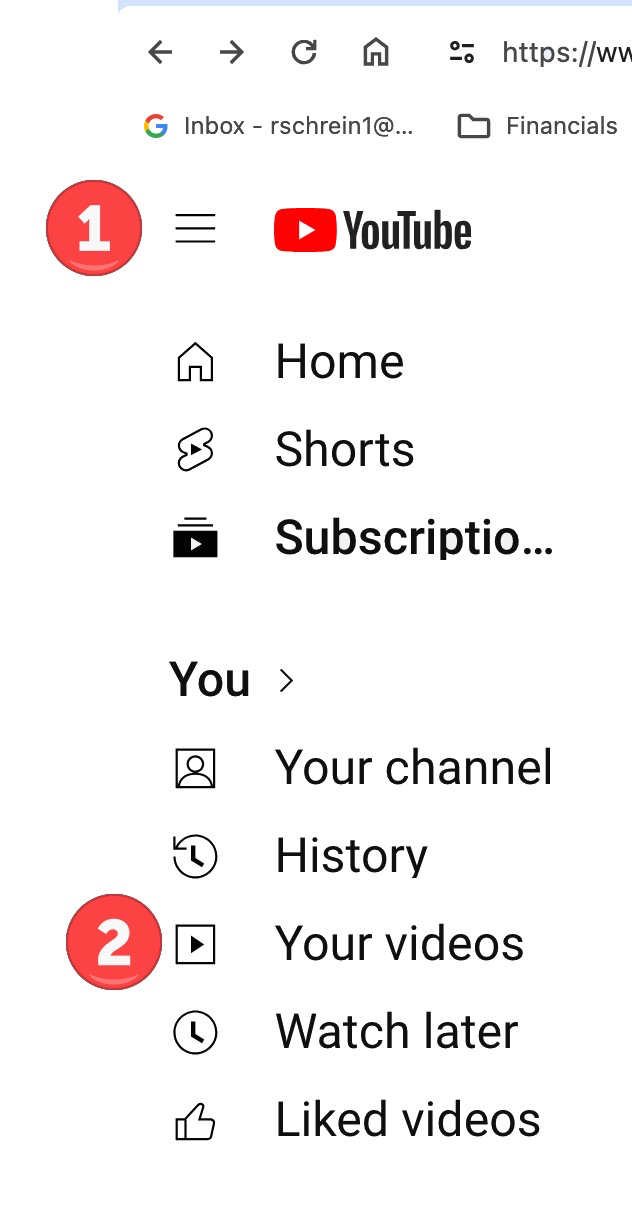 https://ww
Inbox - rschrein1@...
Financials
1
YouTube
Home
Shorts
Subscriptio...
You
Your channel
History
2
Your videos
Watch later
Liked videos